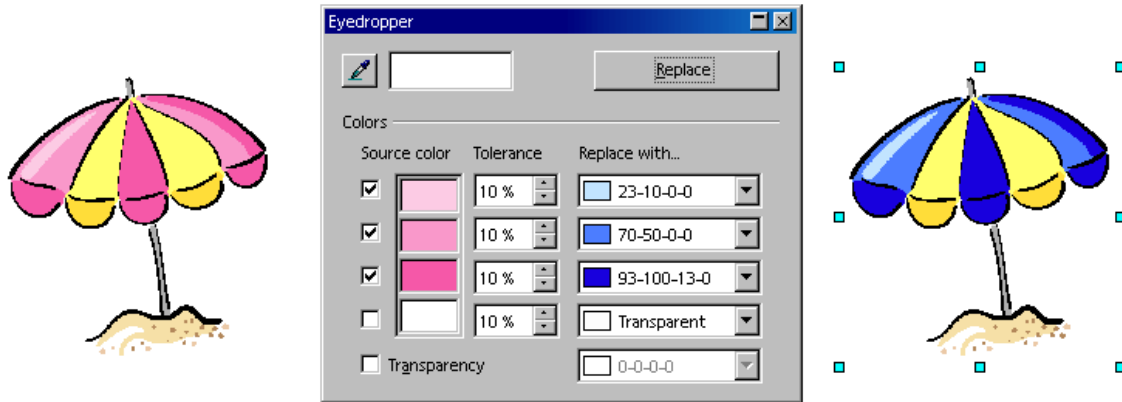 Eyedropper
Replace
Colors
Source color Tolerance Replace with...
10 % 23-10-0-0
10 % 70-50-0-0
10 % 93-100-13-0
10 % Transparent
Transparency 0-0-0-0